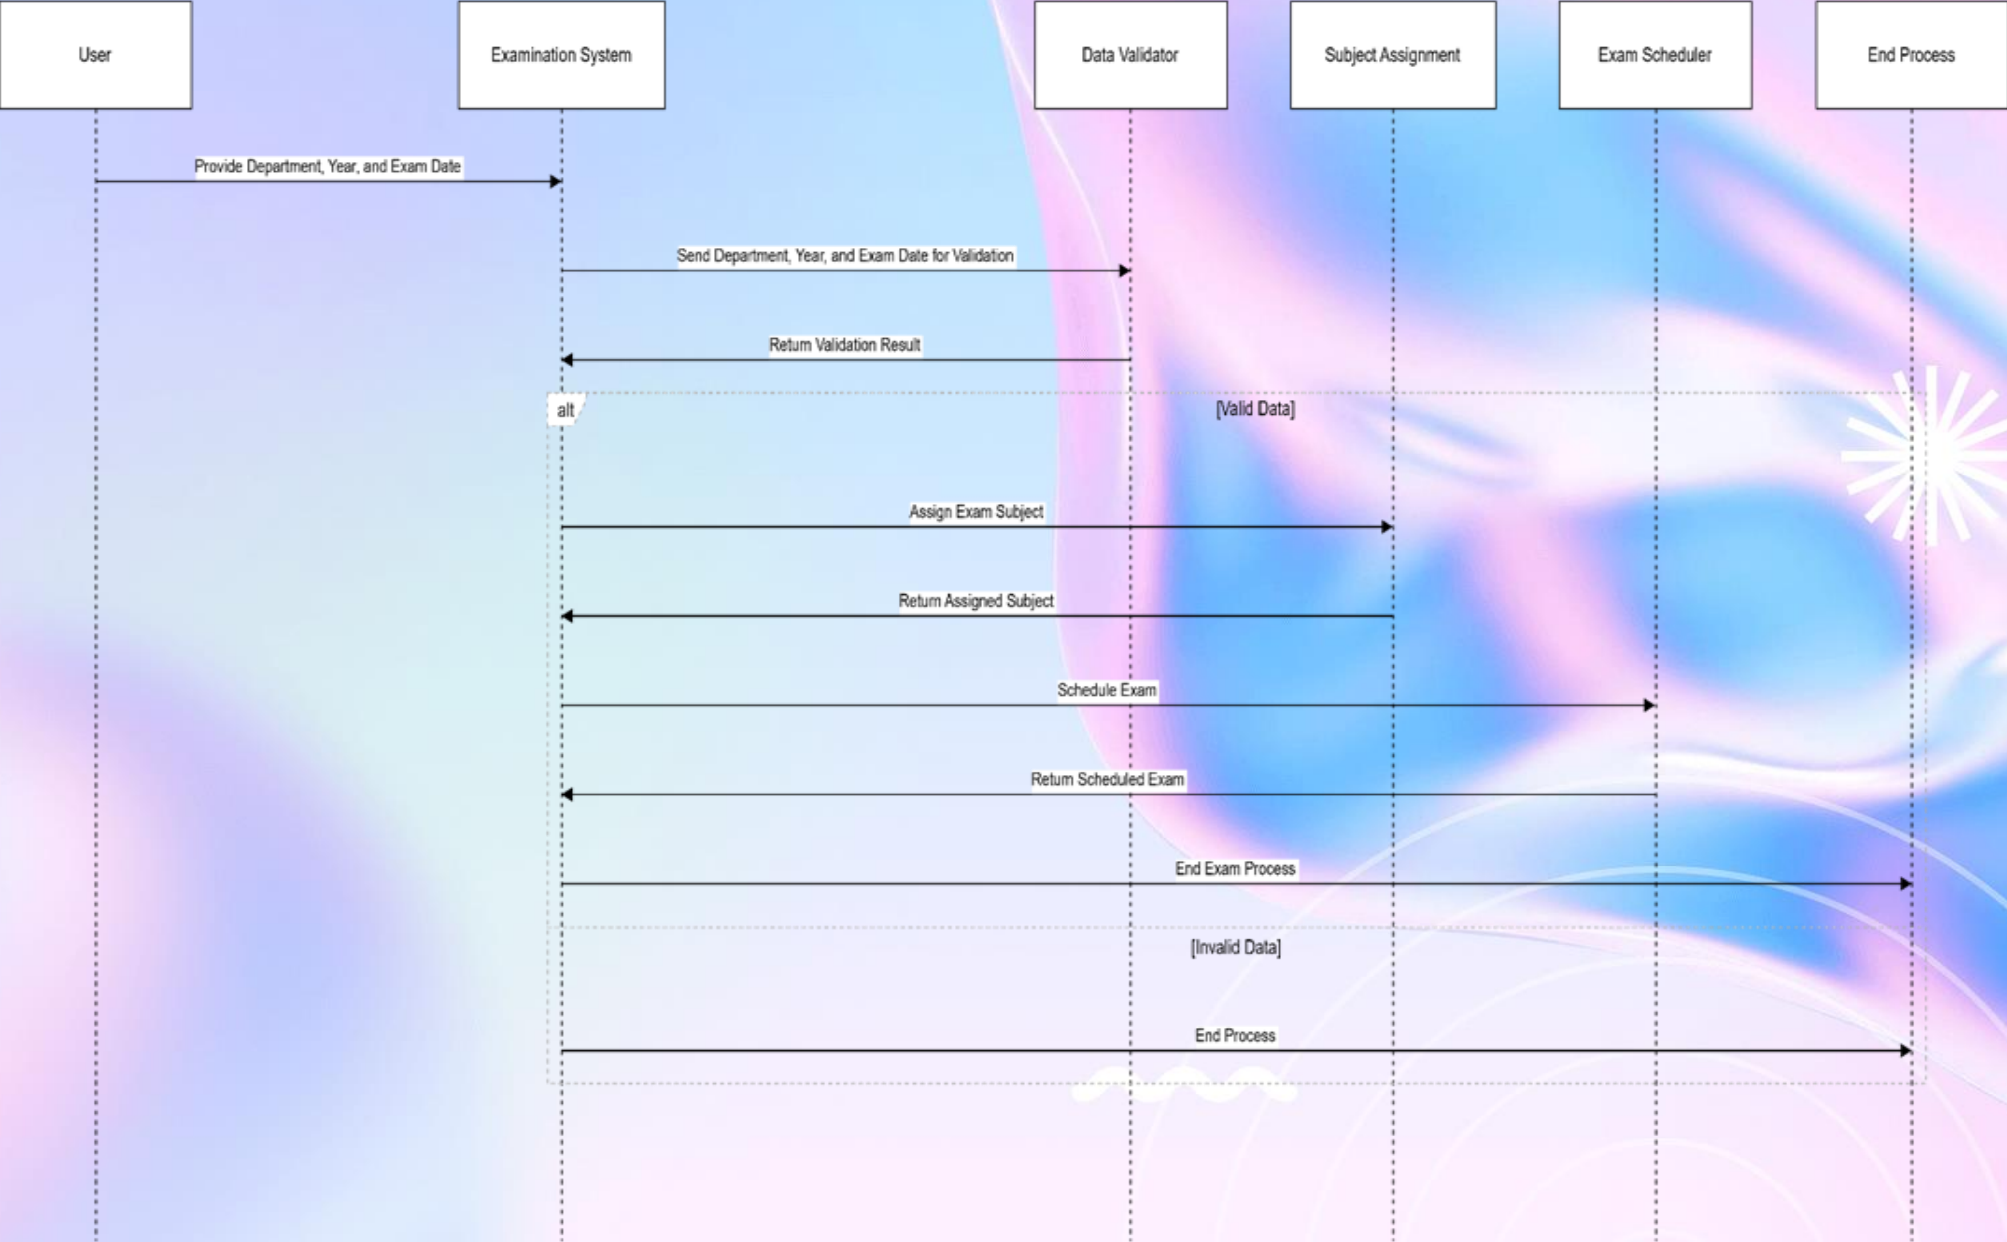 User
Examination System
Data Validator
Subject Assignment
Exam Scheduler
End Process
Provide Department, Year, and Exam Date
Send Department, Year, and Exam Date for Validation
Return Validation Result
alt
[Valid Data]
Assign Exam Subject
Return Assigned Subject
Schedule Exam
Return Scheduled Exam
End Exam Process
[Invalid Data]
End Process